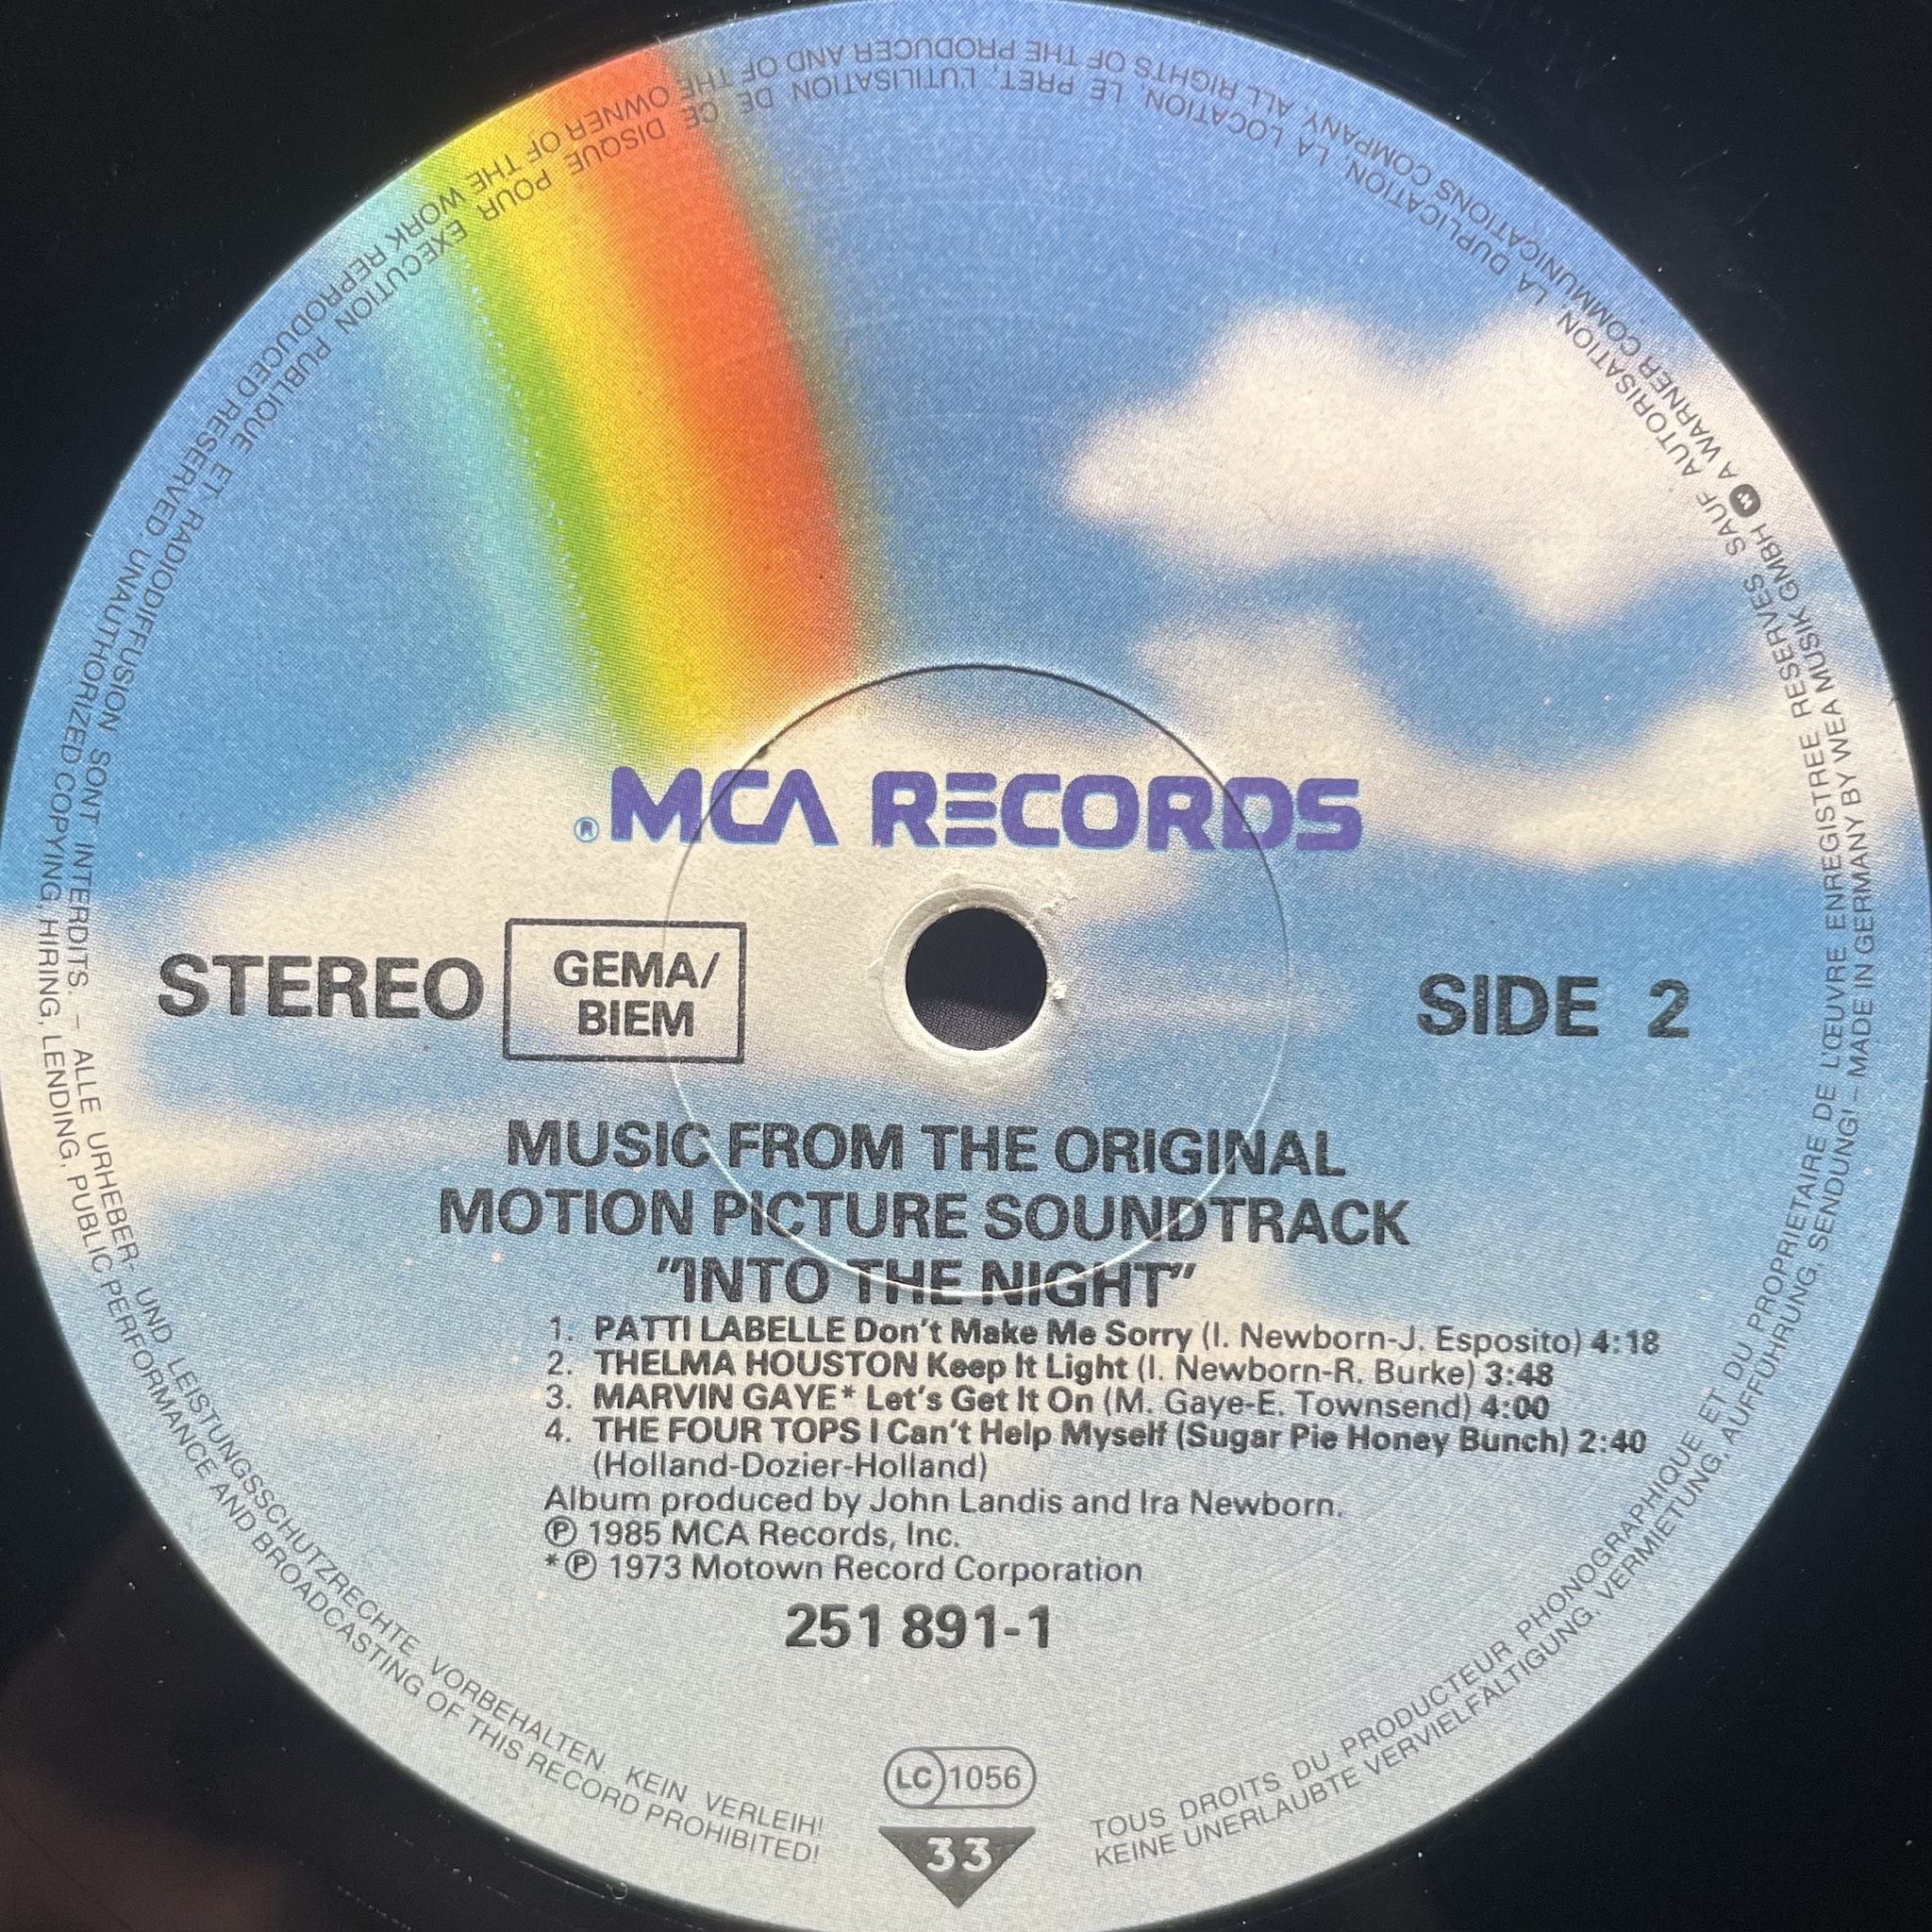 ® MCA RECORDS
STEREO
GEMA/
BIEM
SIDE 2
MUSIC FROM THE ORIGINAL
MOTION PICTURE SOUNDTRACK
"INTO THE NIGHT"
1. PATTI LABELLE Don't Make Me Sorry (I. Newborn-J. Esposito) 4:18
2. THELMA HOUSTON Keep It Light (I. Newborn-R. Burke) 3:48
3. MARVIN GAYE* Let's Get It On (M. Gaye-E. Townsend) 4:00
4. THE FOUR TOPS I Can't Help Myself (Sugar Pie Honey Bunch) 2:40
(Holland-Dozier-Holland)
Album produced by John Landis and Ira Newborn.
℗ 1985 MCA Records, Inc.
*℗ 1973 Motown Record Corporation
251 891-1
LC 1056
33
TOUS DROITS DU PRODUCTEUR PHONOGRAPHIQUE ET DU PROPRIETAIRE DE L'ŒUVRE ENREGISTREE RESERVES SAUF AUTORISATION LA DUPLICATION, LA LOCATION, LE PRET, L'UTILISATION DE CE DISQUE POUR EXECUTION PUBLIQUE ET RADIODIFFUSION SONT INTERDITS. – ALLE URHEBER- UND LEISTUNGSSCHUTZRECHTE VORBEHALTEN. KEIN VERLEIH!
KEINE UNERLAUBTE VERVIELFÄLTIGUNG, VERMIETUNG, AUFFÜHRUNG, SENDUNG! – MADE IN GERMANY BY WEA MUSIK GMBH A WARNER COMMUNICATIONS COMPANY. ALL RIGHTS OF THE PRODUCER AND OF THE OWNER OF THE WORK REPRODUCED RESERVED. UNAUTHORIZED COPYING, HIRING, LENDING, PUBLIC PERFORMANCE AND BROADCASTING OF THIS RECORD PROHIBITED!